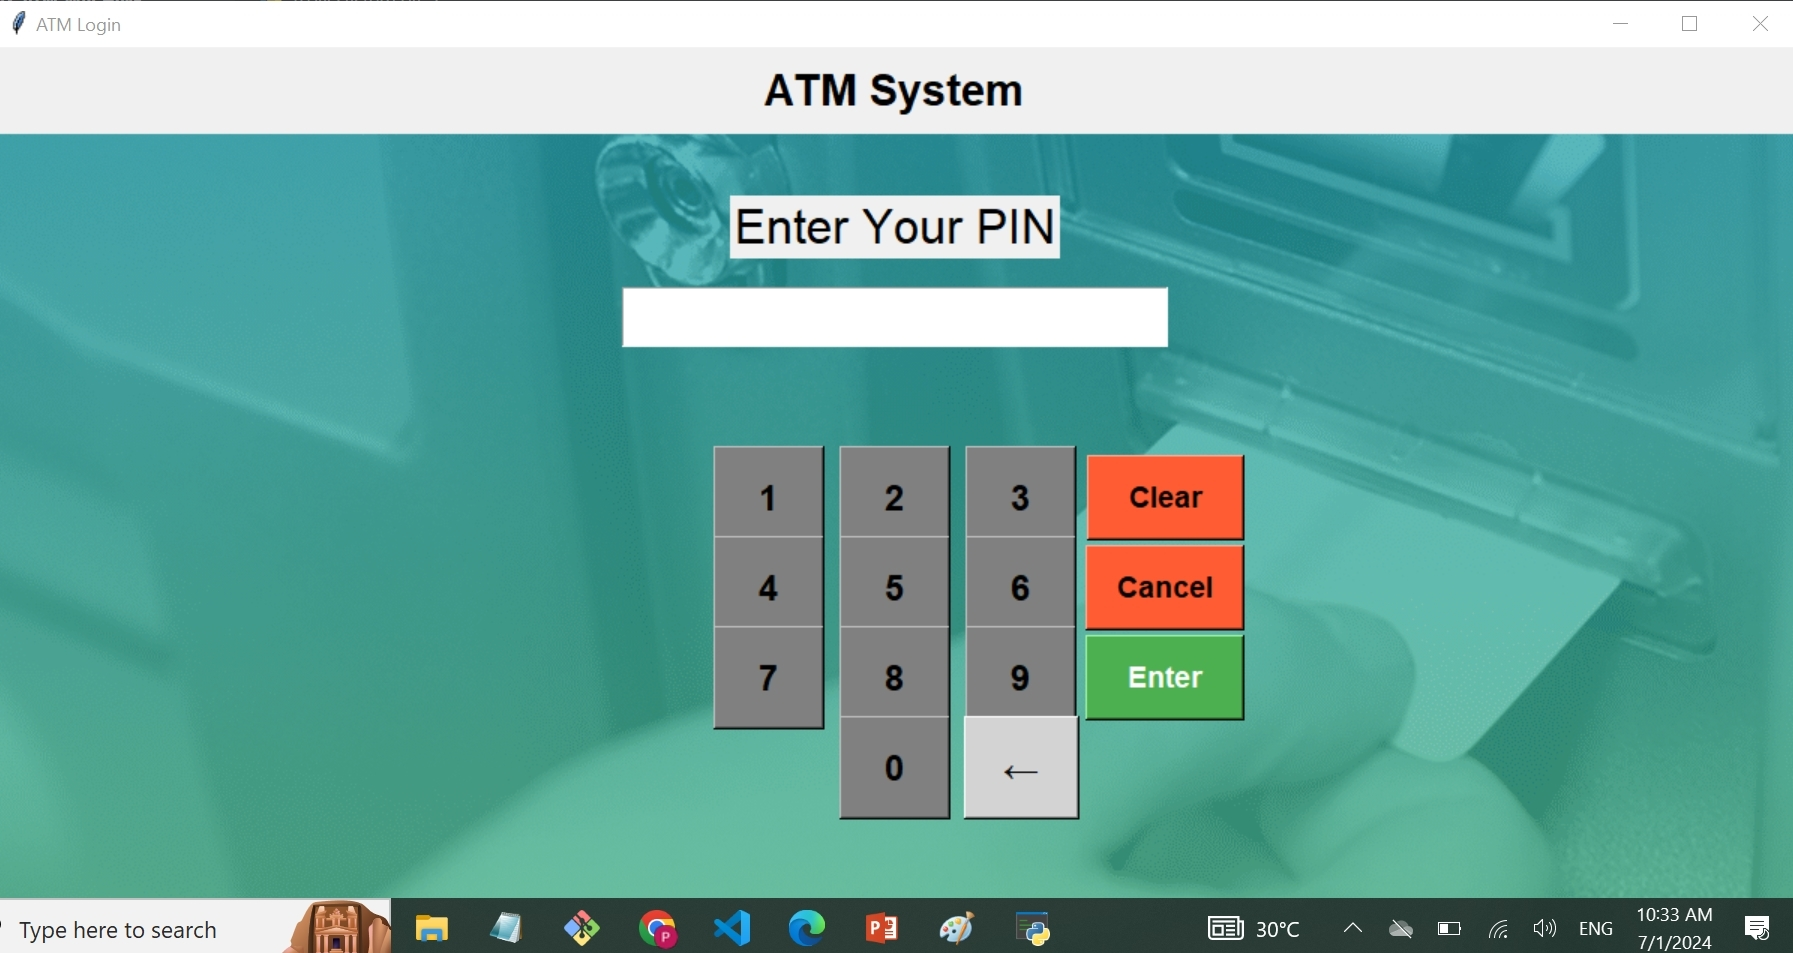 ATM Login
ATM System
Enter Your PIN
1 2 3 Clear
4 5 6 Cancel
7 8 9 Enter
0 ←
Type here to search
P
P
30°C
ENG
10:33 AM
7/1/2024